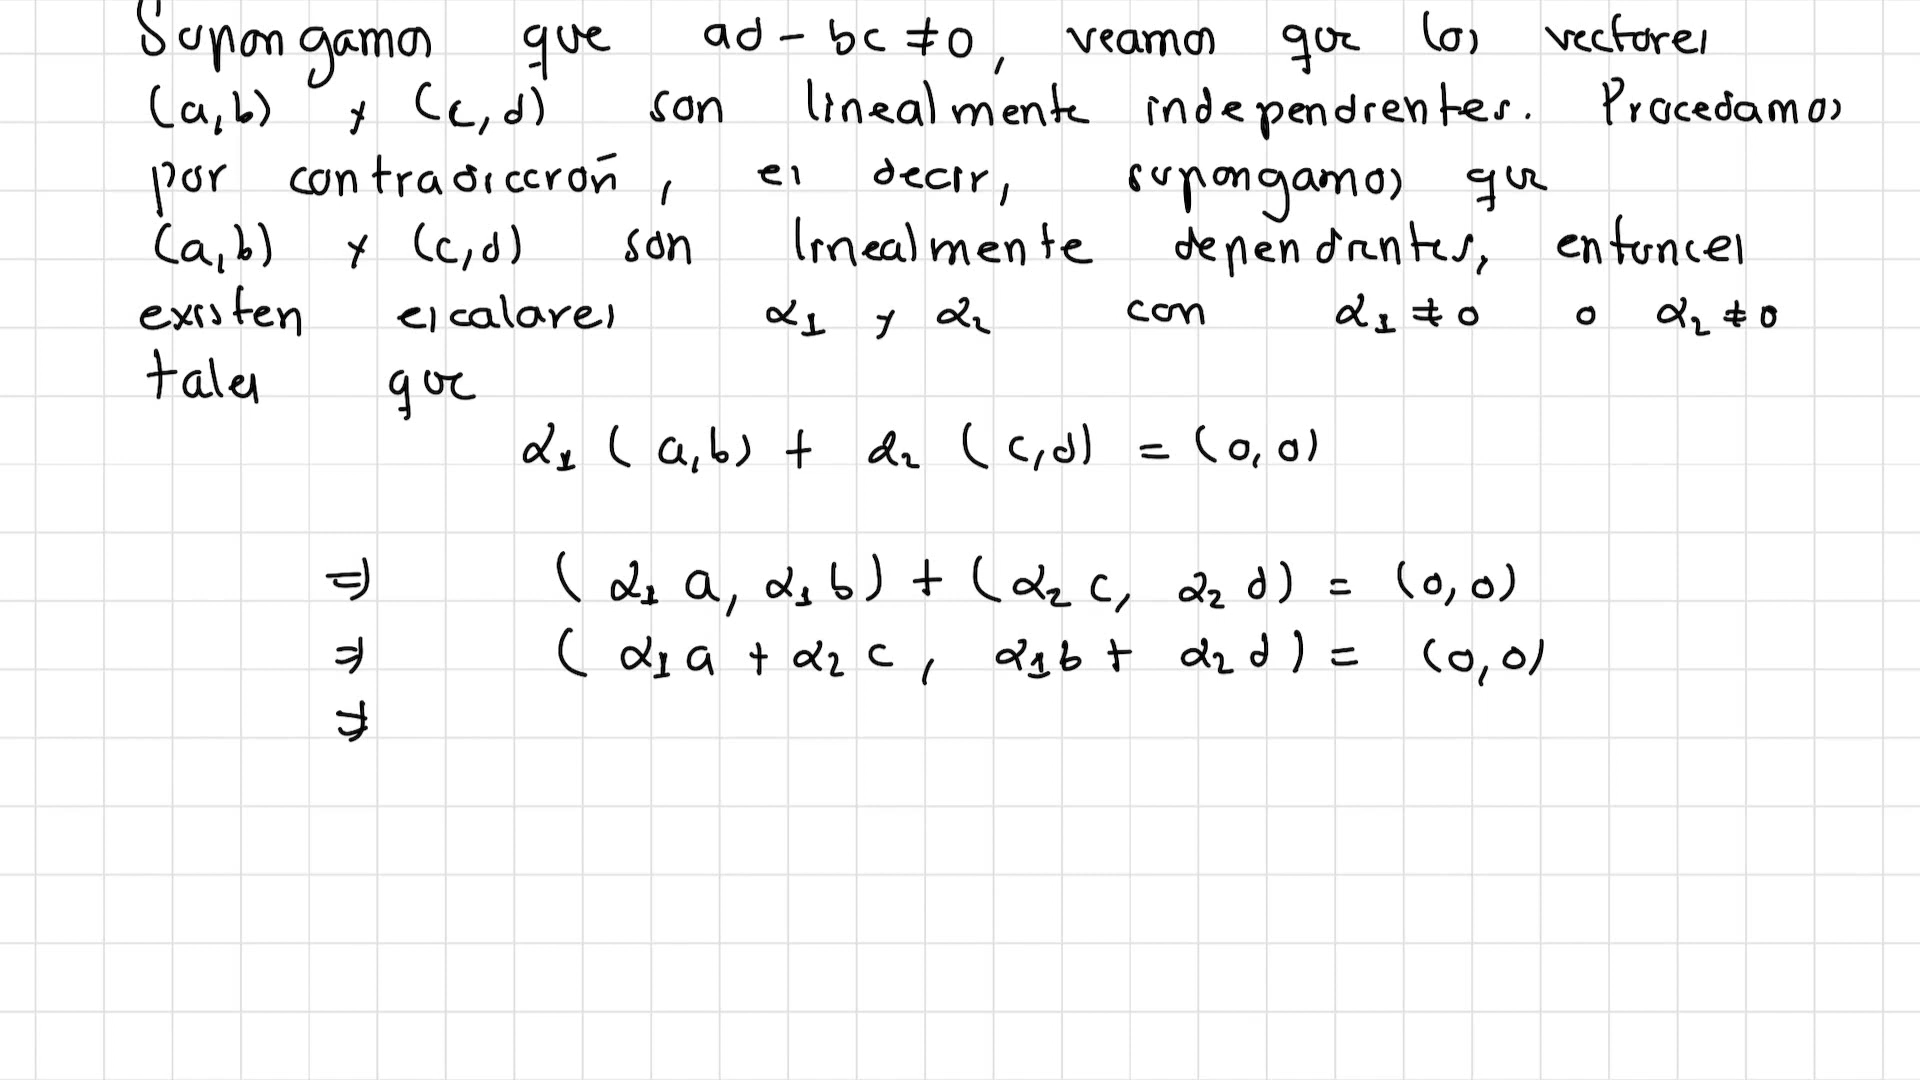 Supongamos que ad - bc ≠ 0, veamos que los vectores
(a,b) y (c,d) son linealmente independientes. Procedamos
por contradicción, es decir, supongamos que
(a,b) y (c,d) son linealmente dependientes, entonces
existen escalares α₁ y α₂ con α₁ ≠ 0 o α₂ ≠ 0
tales que
α₁ (a,b) + α₂ (c,d) = (0,0)
⇒ (α₁ a, α₁ b) + (α₂ c, α₂ d) = (0,0)
⇒ (α₁ a + α₂ c, α₁ b + α₂ d) = (0,0)
⇒